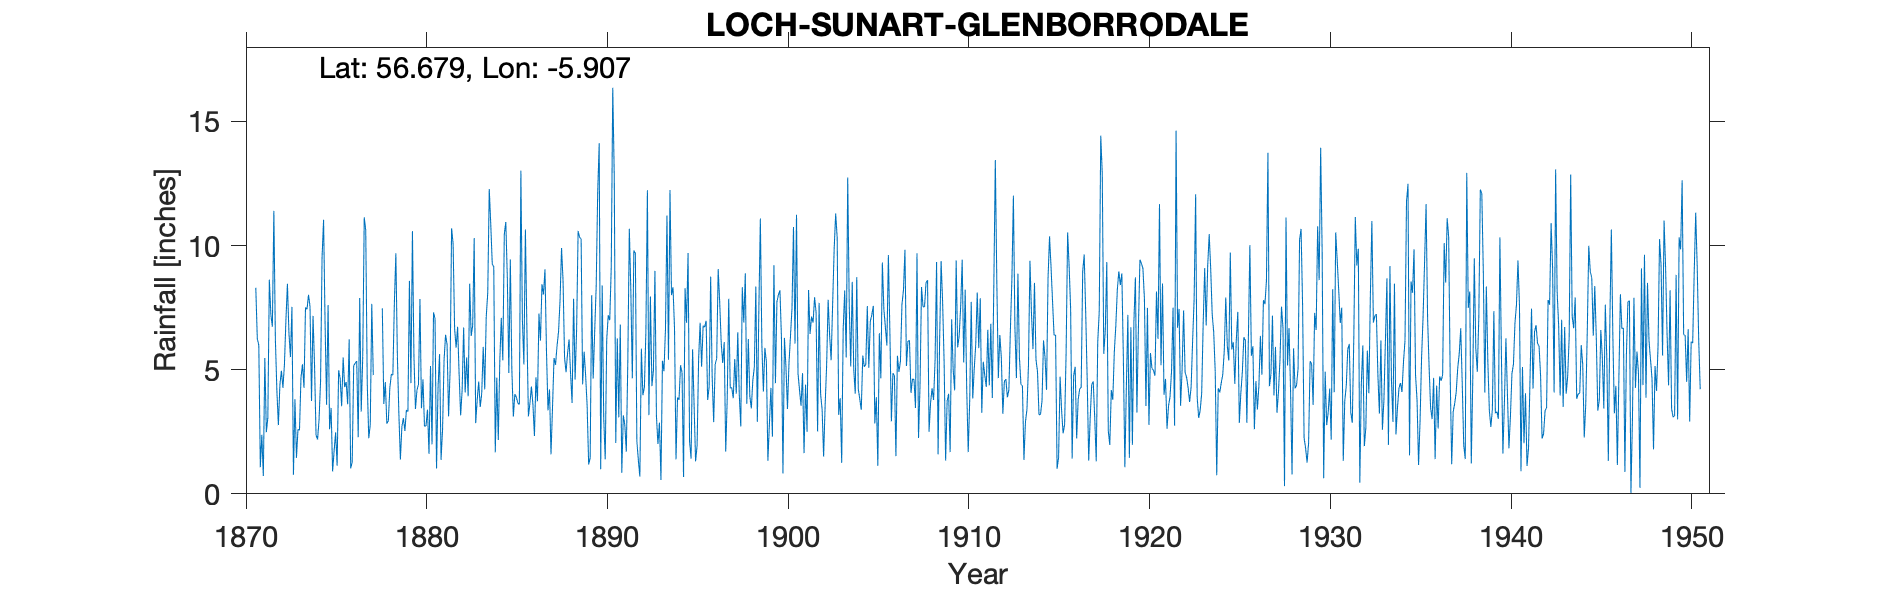 LOCH-SUNART-GLENBORRODALE
Lat: 56.679, Lon: -5.907
Rainfall [inches]
15
10
5
0
1870 1880 1890 1900 1910 1920 1930 1940 1950
Year